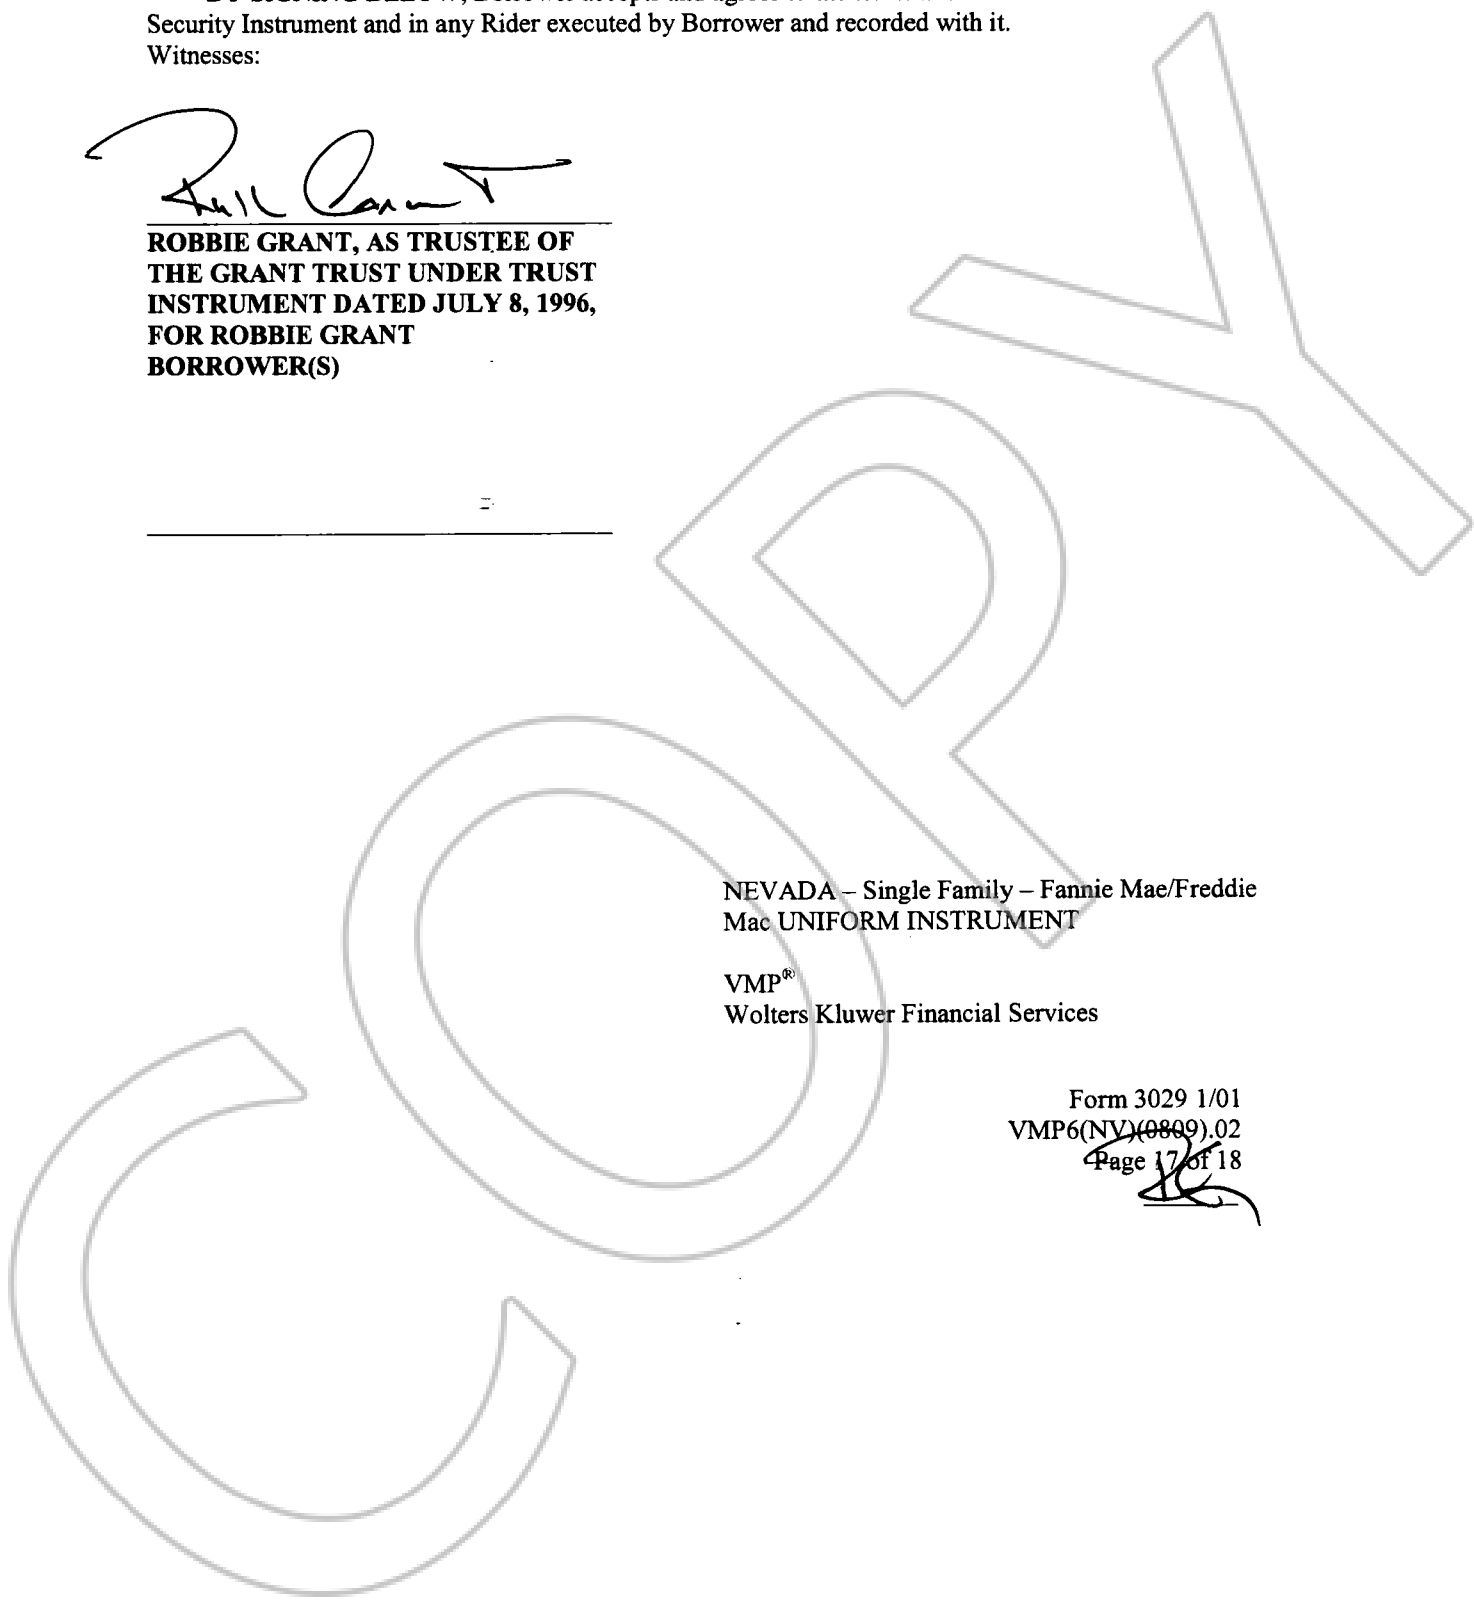 Security Instrument and in any Rider executed by Borrower and recorded with it.
Witnesses:
ROBBIE GRANT, AS TRUSTEE OF
THE GRANT TRUST UNDER TRUST
INSTRUMENT DATED JULY 8, 1996,
FOR ROBBIE GRANT
BORROWER(S)
COPY
NEVADA – Single Family – Fannie Mae/Freddie
Mac UNIFORM INSTRUMENT
VMP®
Wolters Kluwer Financial Services
Form 3029 1/01
VMP6(NV)(0809).02
Page 17 of 18